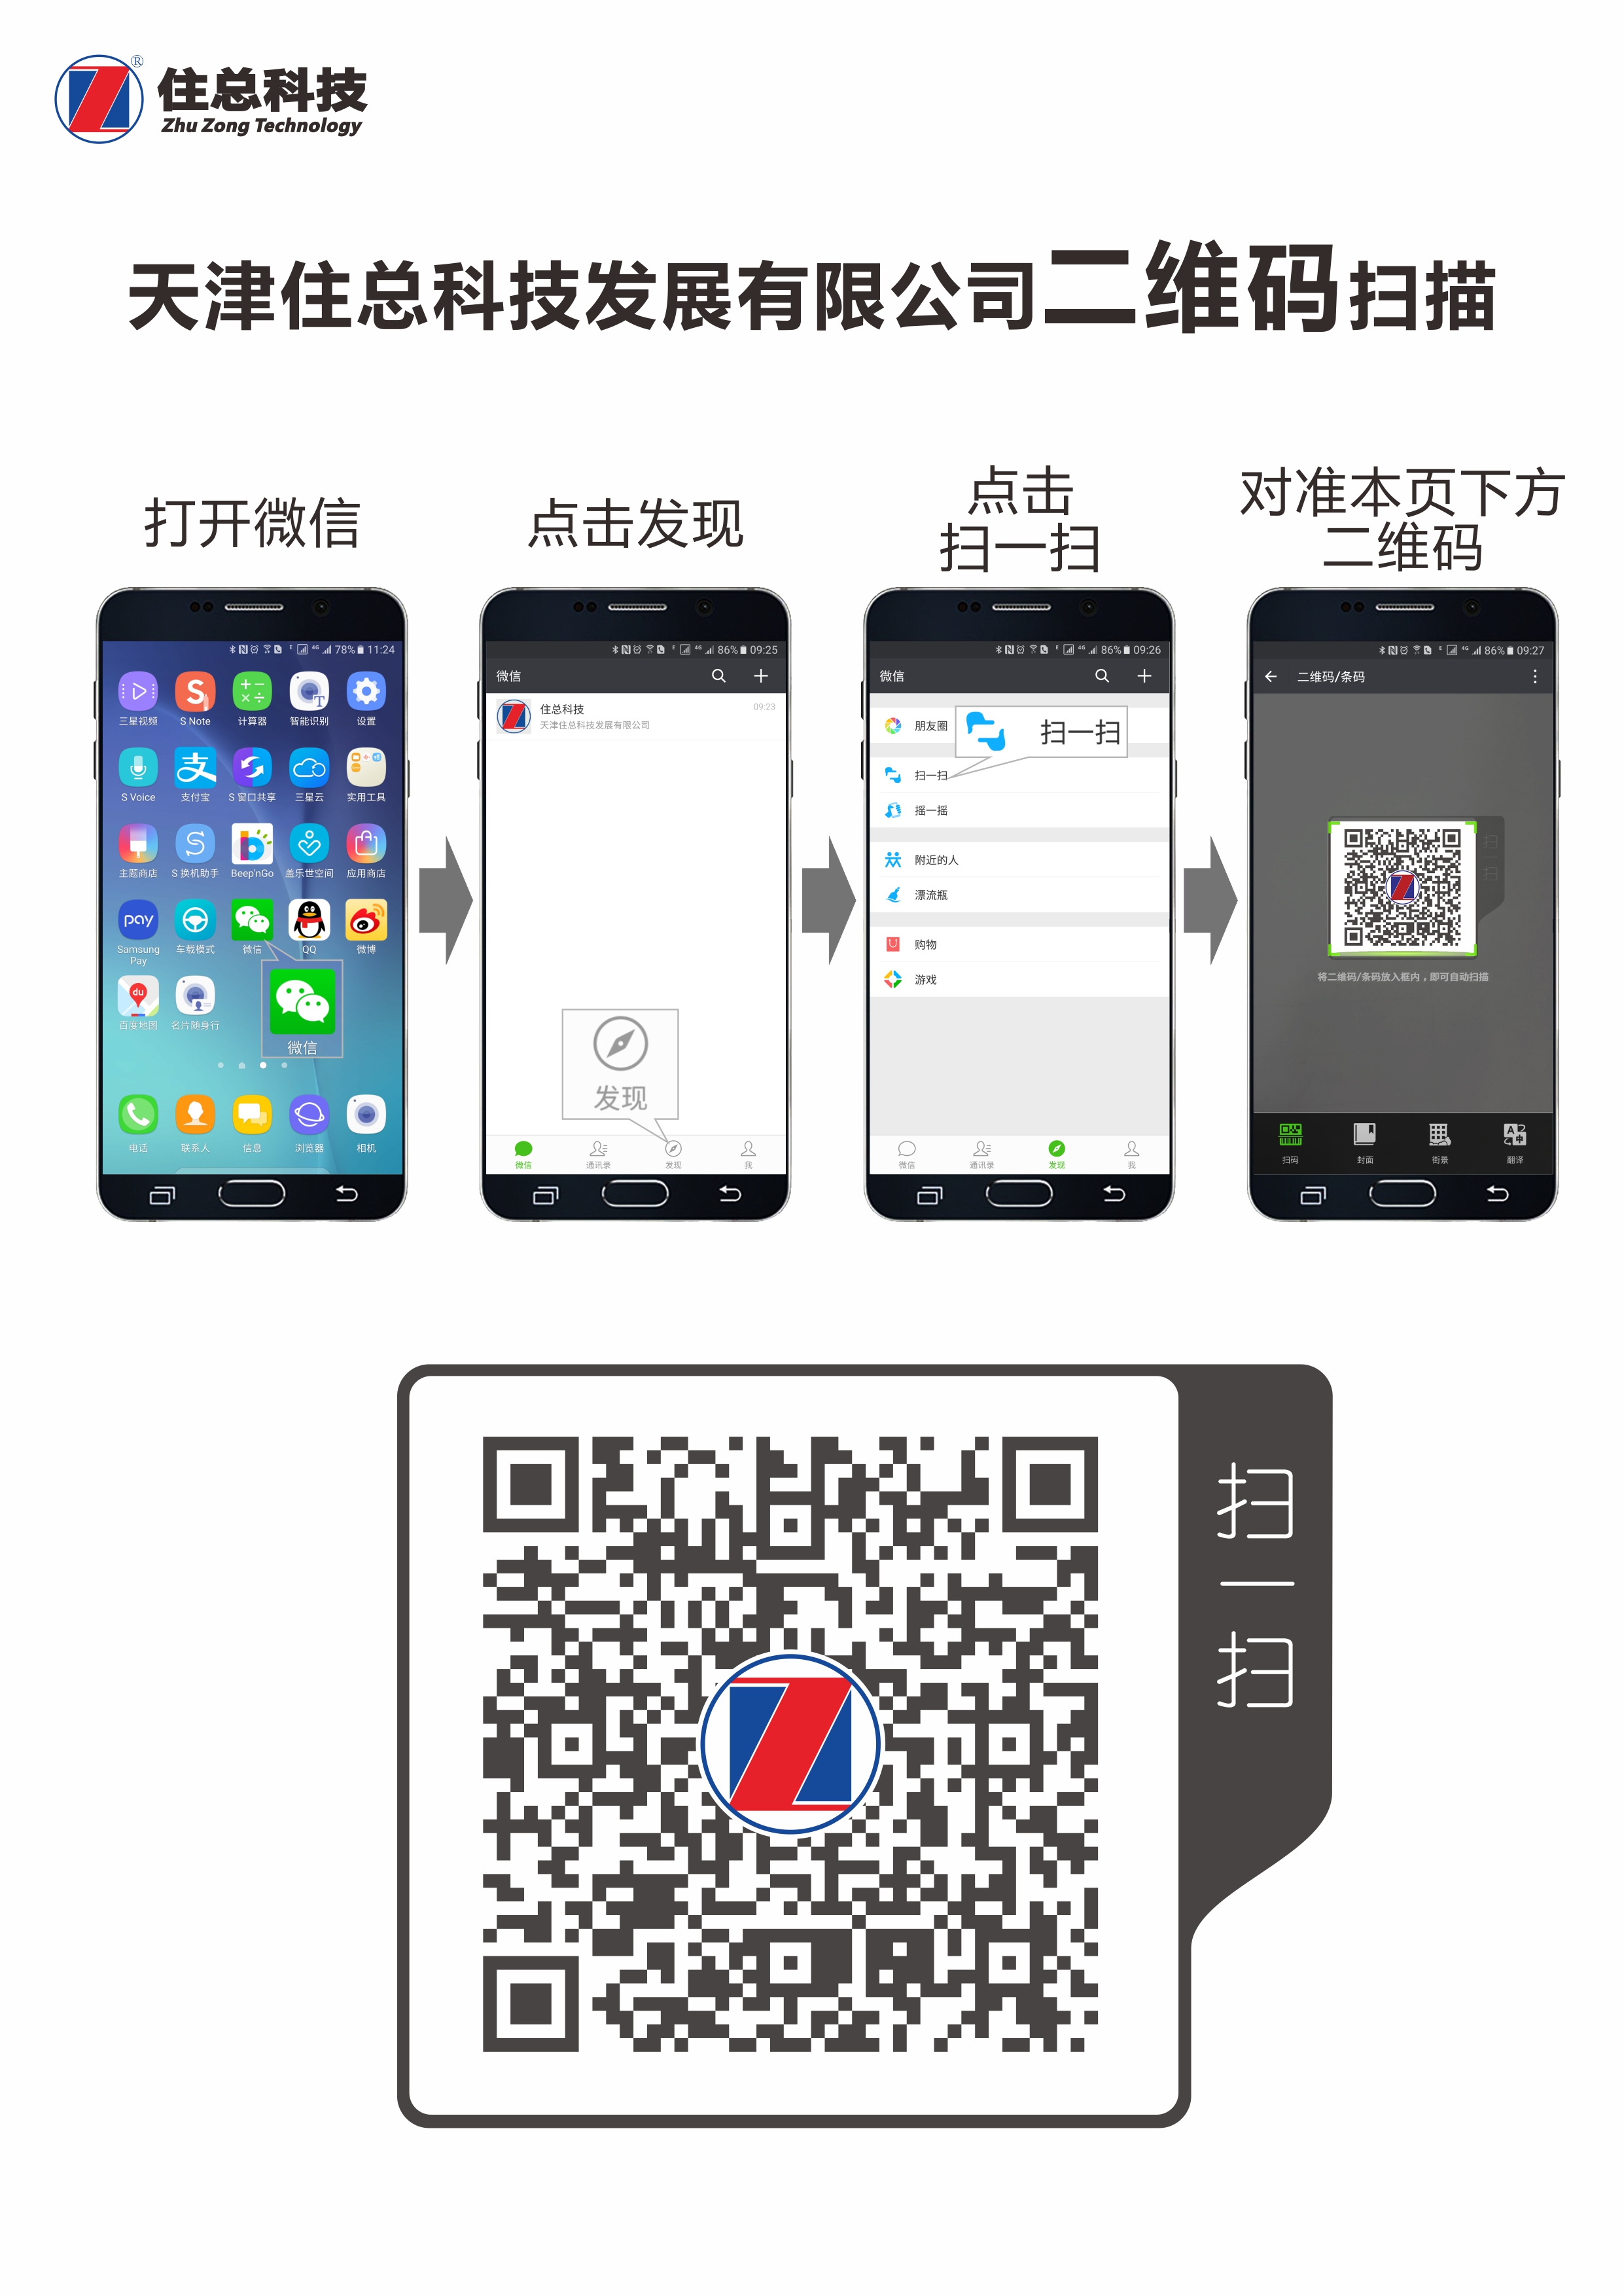 ®
住总科技
Zhu Zong Technology
天津住总科技发展有限公司二维码扫描
打开微信
点击发现
点击
扫一扫
对准本页下方
二维码
4G 78% 11:24
三星视频 S Note 计算器 智能识别 设置
S Voice 支付宝 S 窗口共享 三星云 实用工具
主题商店 S 换机助手 Beep'nGo 盖乐世空间 应用商店
pay
Samsung Pay 车载模式 微信 QQ 微博
du
百度地图 名片随身行
微信
电话 联系人 信息 浏览器 相机
4G 86% 09:25
微信
住总科技 09:23
天津住总科技发展有限公司
发现
微信 通讯录 发现 我
4G 86% 09:26
微信
朋友圈
扫一扫
扫一扫
摇一摇
附近的人
漂流瓶
购物
游戏
微信 通讯录 发现 我
4G 86% 09:27
二维码/条码
扫
一
扫
将二维码/条码放入框内，即可自动扫描
扫码 封面 街景 翻译
扫
一
扫